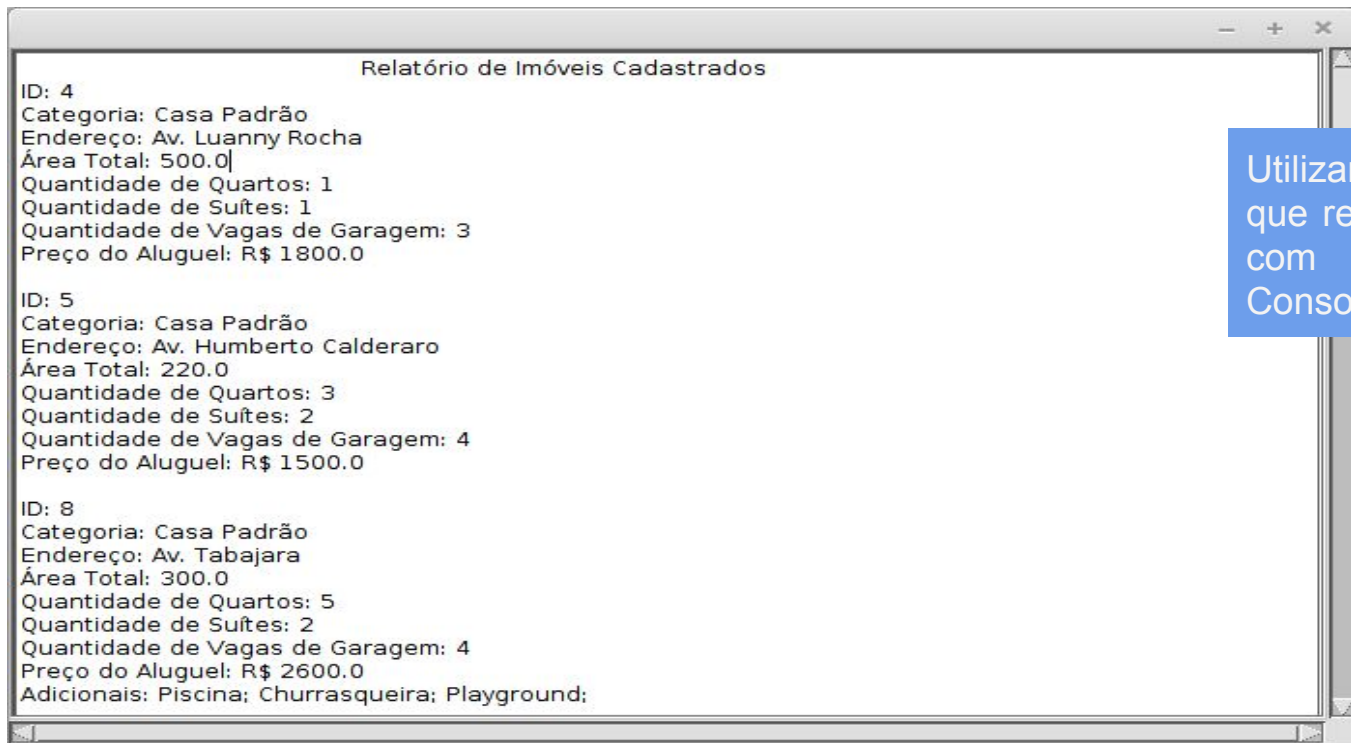 Relatório de Imóveis Cadastrados
ID: 4
Categoria: Casa Padrão
Endereço: Av. Luanny Rocha
Área Total: 500.0
Quantidade de Quartos: 1
Quantidade de Suítes: 1
Quantidade de Vagas de Garagem: 3
Preço do Aluguel: R$ 1800.0
ID: 5
Categoria: Casa Padrão
Endereço: Av. Humberto Calderaro
Área Total: 220.0
Quantidade de Quartos: 3
Quantidade de Suítes: 2
Quantidade de Vagas de Garagem: 4
Preço do Aluguel: R$ 1500.0
ID: 8
Categoria: Casa Padrão
Endereço: Av. Tabajara
Área Total: 300.0
Quantidade de Quartos: 5
Quantidade de Suítes: 2
Quantidade de Vagas de Garagem: 4
Preço do Aluguel: R$ 2600.0
Adicionais: Piscina; Churrasqueira; Playground;
que
com